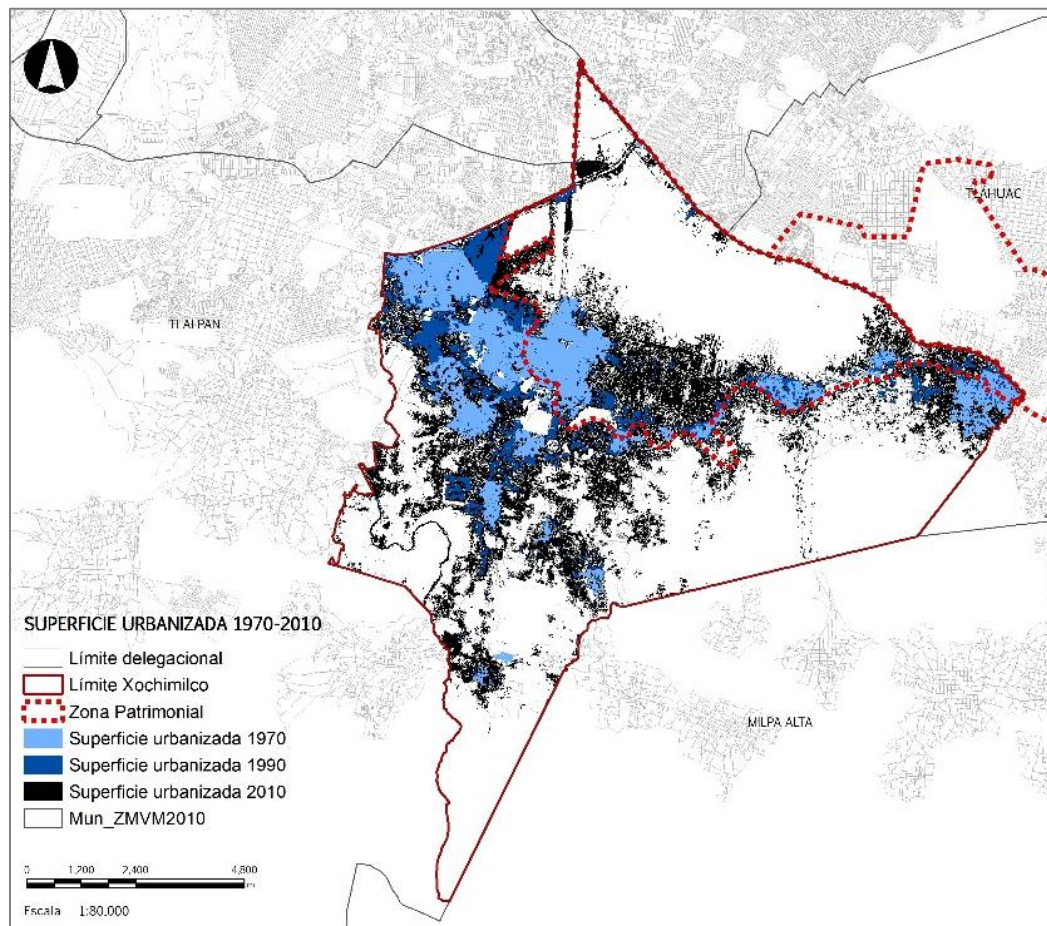 TLAHUAC
TLALPAN
SUPERFICIE URBANIZADA 1970-2010
Límite delegacional
Límite Xochimilco
Zona Patrimonial
Superficie urbanizada 1970
Superficie urbanizada 1990
Superficie urbanizada 2010
Mun_ZMVM2010
MILPA ALTA
0 1,200 2,400 4,800
m
Escala 1:80.000